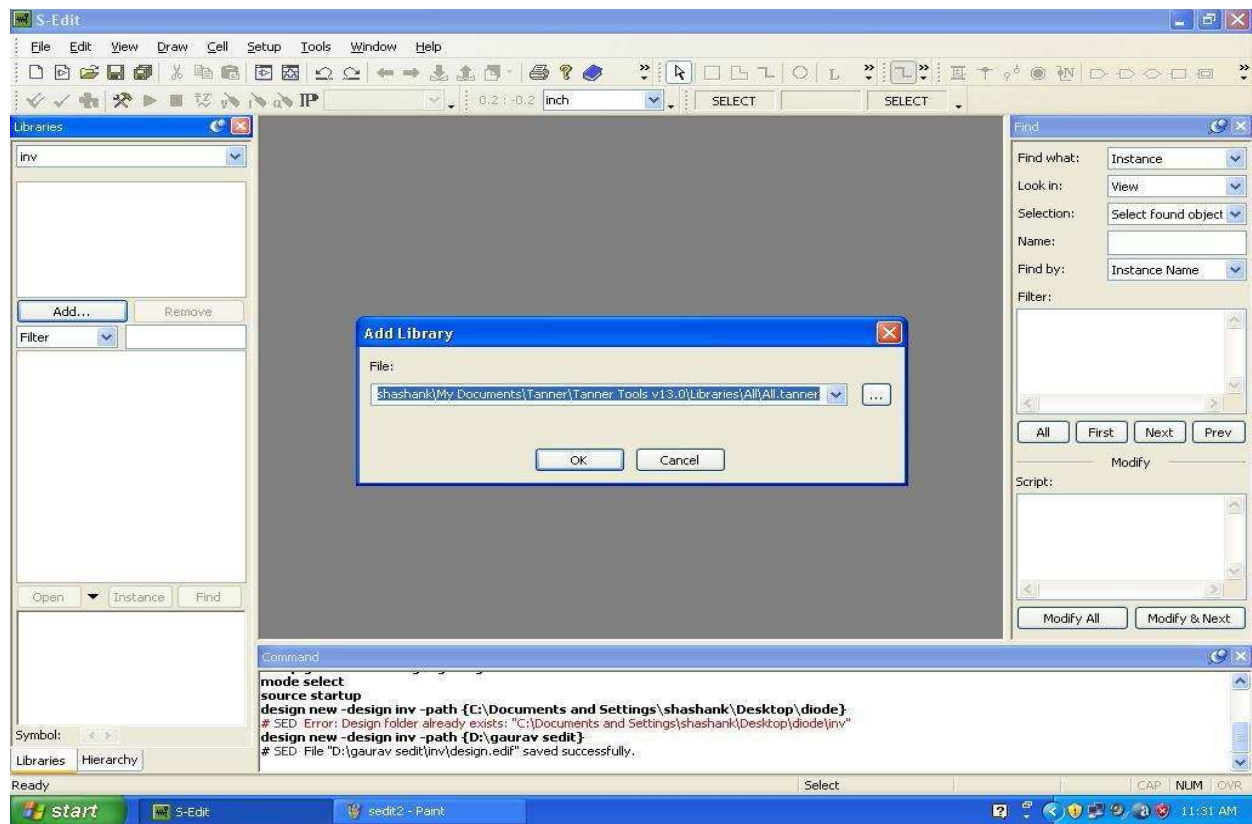 S-Edit
File Edit View Draw Cell Setup Tools Window Help
IP 0.2 : -0.2 inch SELECT SELECT
Libraries
inv
Add... Remove
Filter
Open Instance Find
Symbol:
Libraries Hierarchy
Add Library
File:
shashank\My Documents\Tanner\Tanner Tools v13.0\Libraries\All\All.tanner
...
OK Cancel
Find
Find what: Instance
Look in: View
Selection: Select found object
Name:
Find by: Instance Name
Filter:
All First Next Prev
Modify
Script:
Modify All Modify & Next
Command
mode select
source startup
design new -design inv -path {C:\Documents and Settings\shashank\Desktop\diode}
# SED Error: Design folder already exists: "C:\Documents and Settings\shashank\Desktop\diode\inv"
design new -design inv -path {D:\gaurav sedit}
# SED File "D:\gaurav sedit\inv\design.edif" saved successfully.
Ready Select CAP NUM OVR
start S-Edit sedit2 - Paint 11:31 AM